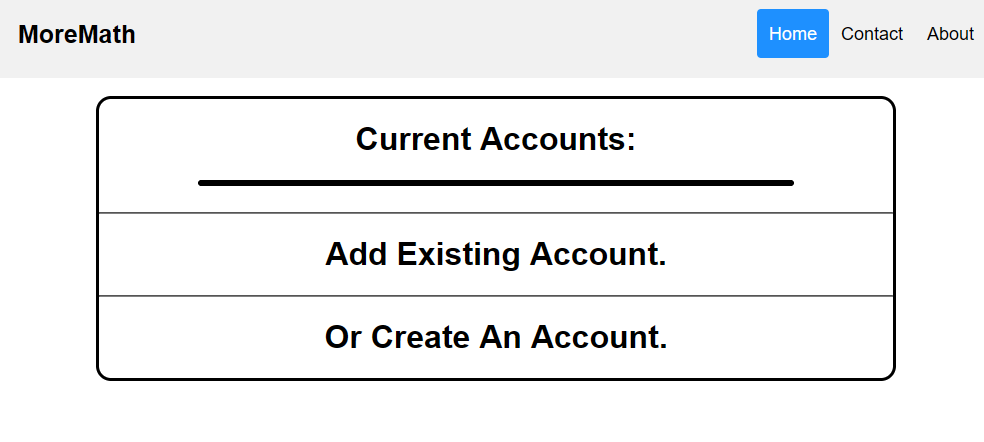 MoreMath
Home Contact About
Current Accounts:
Add Existing Account.
Or Create An Account.